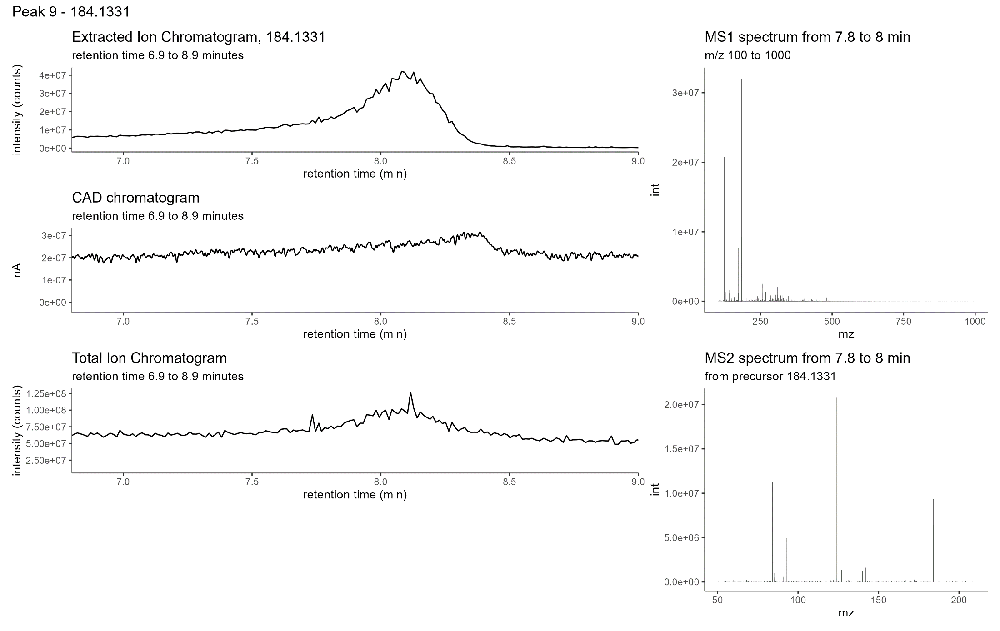 Peak 9 - 184.1331
Extracted Ion Chromatogram, 184.1331
retention time 6.9 to 8.9 minutes
intensity (counts)
4e+07
3e+07
2e+07
1e+07
0e+00
7.0 7.5 8.0 8.5 9.0
retention time (min)
CAD chromatogram
retention time 6.9 to 8.9 minutes
nA
3e-07
2e-07
1e-07
0e+00
7.0 7.5 8.0 8.5 9.0
retention time (min)
Total Ion Chromatogram
retention time 6.9 to 8.9 minutes
intensity (counts)
1.25e+08
1.00e+08
7.50e+07
5.00e+07
2.50e+07
7.0 7.5 8.0 8.5 9.0
retention time (min)
MS1 spectrum from 7.8 to 8 min
m/z 100 to 1000
int
3e+07
2e+07
1e+07
0e+00
250 500 750 1000
mz
MS2 spectrum from 7.8 to 8 min
from precursor 184.1331
int
2.0e+07
1.5e+07
1.0e+07
5.0e+06
0.0e+00
50 100 150 200
mz